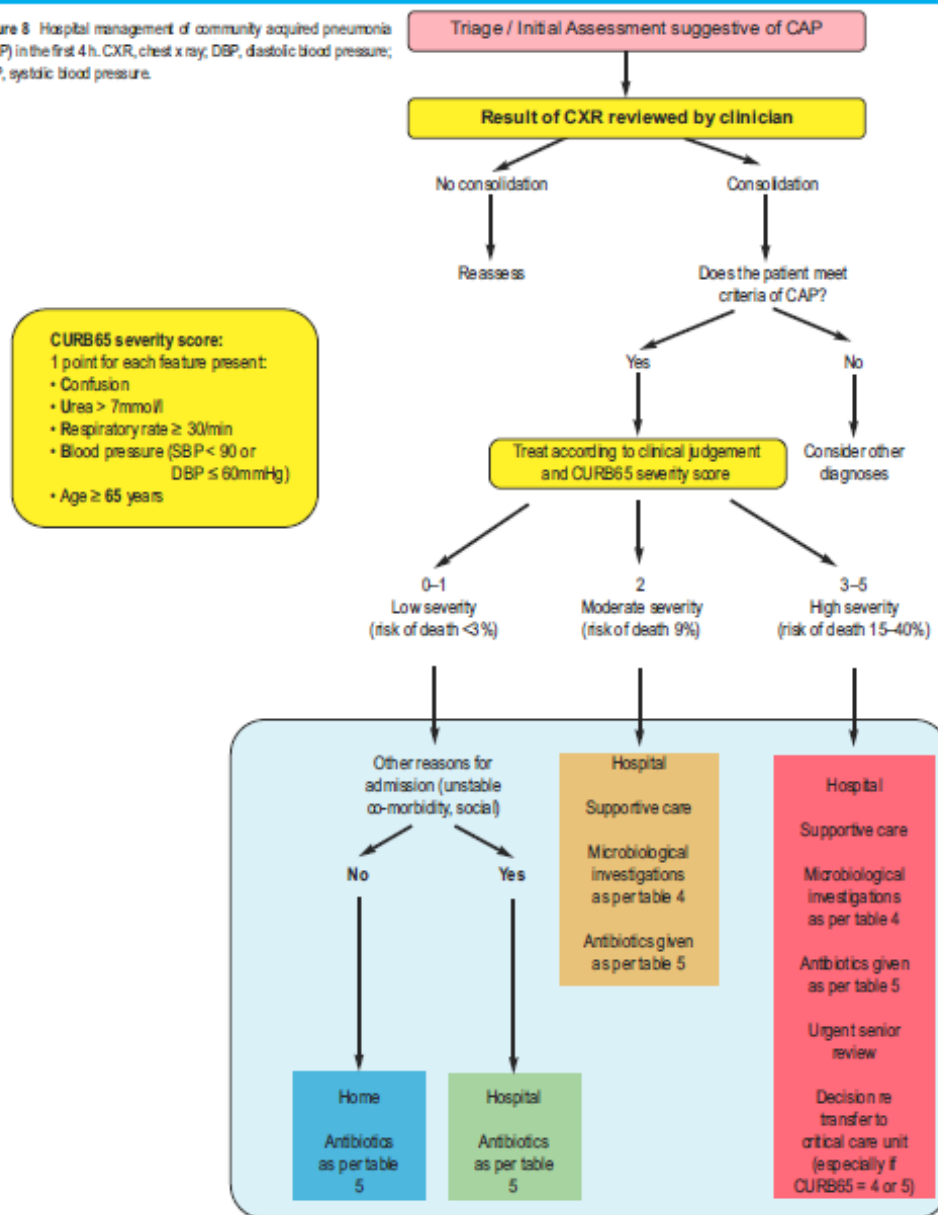 ure 8 Hospital management of community acquired pneumonia
P) in the first 4 h. CXR, chest x ray; DBP, diastolic blood pressure;
P, systolic blood pressure.
Triage / Initial Assessment suggestive of CAP
Result of CXR reviewed by clinician
No consolidation
Consolidation
Reassess
Does the patient meet
criteria of CAP?
CURB65 severity score:
1 point for each feature present:
• Confusion
• Urea > 7mmol/l
• Respiratory rate ≥ 30/min
• Blood pressure (SBP < 90 or
DBP ≤ 60mmHg)
• Age ≥ 65 years
Yes
No
Treat according to clinical judgement
and CURB65 severity score
Consider other
diagnoses
0–1
Low severity
(risk of death <3%)
2
Moderate severity
(risk of death 9%)
3–5
High severity
(risk of death 15–40%)
Other reasons for
admission (unstable
co-morbidity, social)
No
Yes
Home
Antibiotics
as per table
5
Hospital
Antibiotics
as per table
5
Hospital
Supportive care
Microbiological
investigations
as per table 4
Antibiotics given
as per table 5
Hospital
Supportive care
Microbiological
investigations
as per table 4
Antibiotics given
as per table 5
Urgent senior
review
Decision re
transfer to
critical care unit
(especially if
CURB65 = 4 or 5)